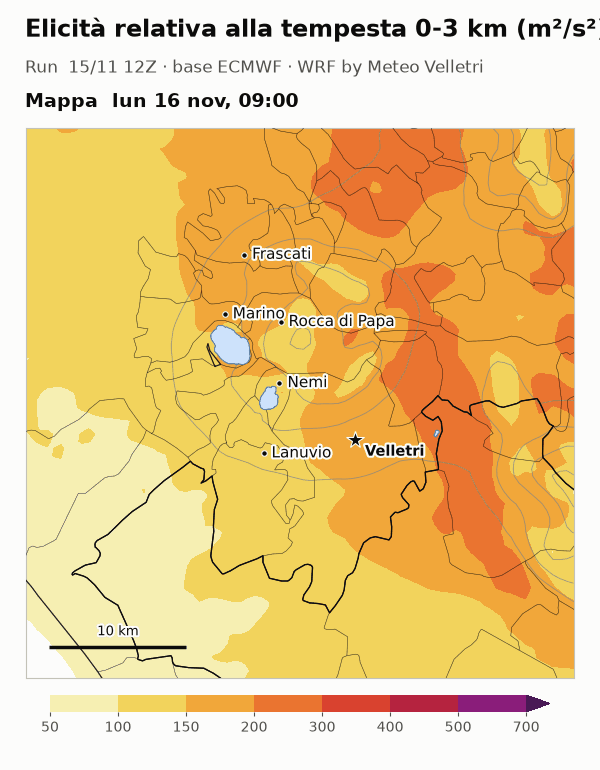 Elicità relativa alla tempesta 0-3 km (m²/s²)
Run 15/11 12Z · base ECMWF · WRF by Meteo Velletri
Mappa lun 16 nov, 09:00
Frascati
Marino
Rocca di Papa
Nemi
Velletri
Lanuvio
10 km
50 100 150 200 300 400 500 700